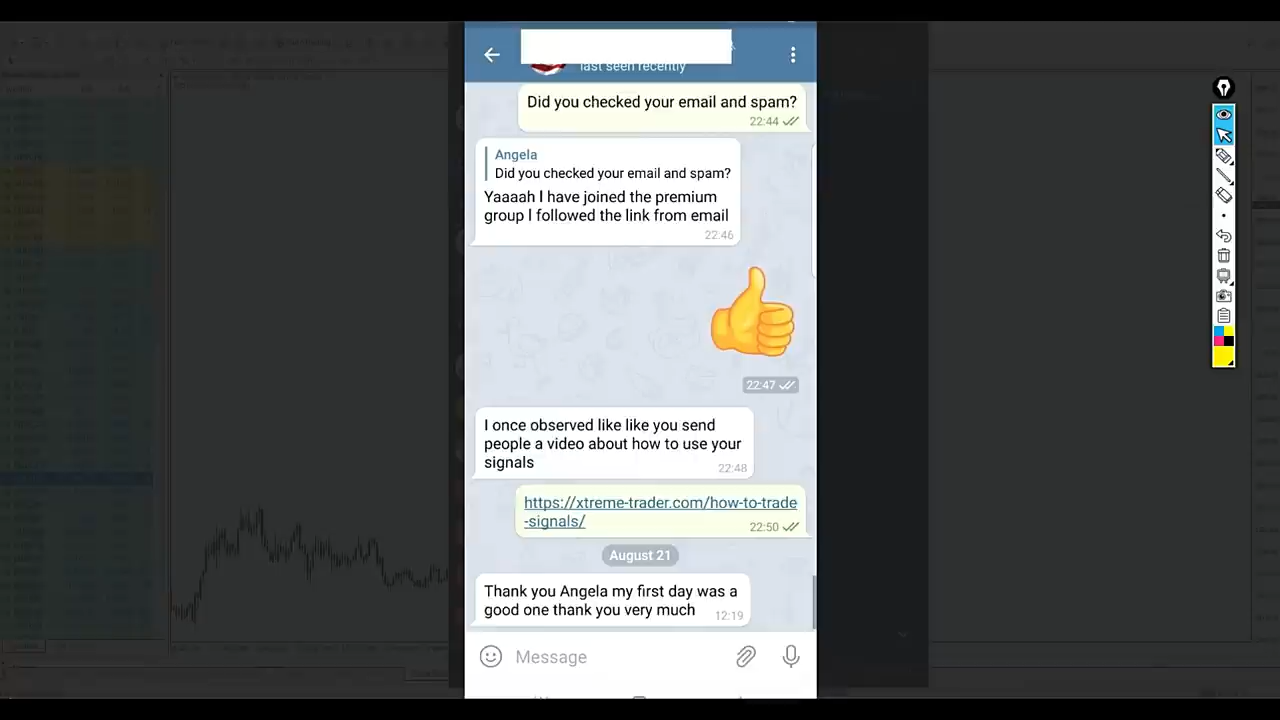 last seen recently
Did you checked your email and spam?
22:44
Angela
Did you checked your email and spam?
Yaaaah I have joined the premium
group I followed the link from email
22:46
22:47
I once observed like like you send
people a video about how to use your
signals
22:48
https://xtreme-trader.com/how-to-trade
-signals/
22:50
August 21
Thank you Angela my first day was a
good one thank you very much
12:19
Message